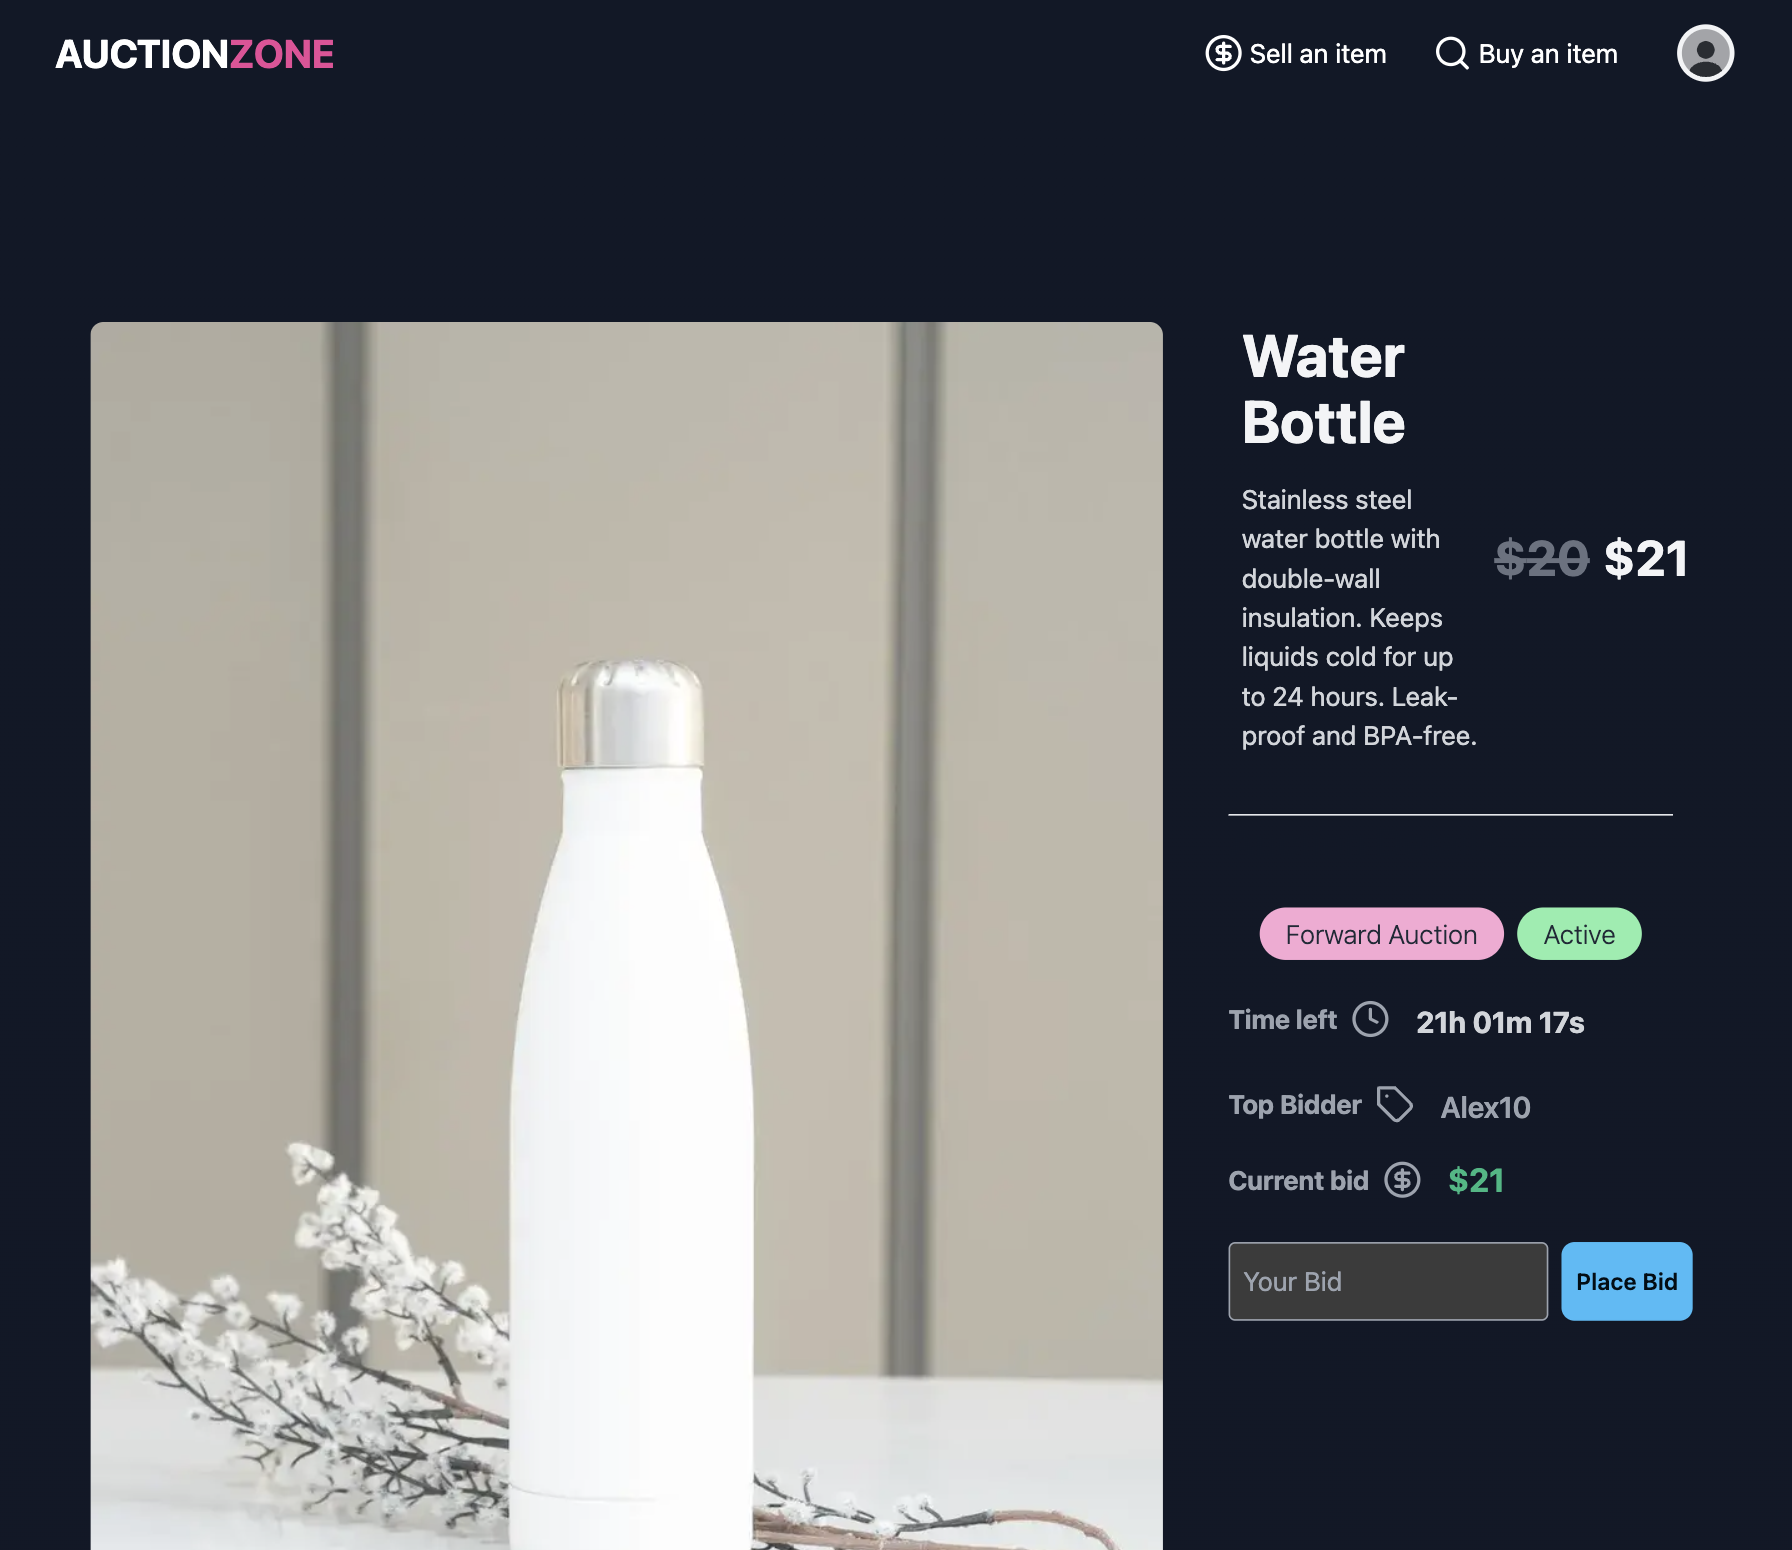 AUCTIONZONE
Sell an item
Buy an item
Water
Bottle
Stainless steel
water bottle with
double-wall
insulation. Keeps
liquids cold for up
to 24 hours. Leak-
proof and BPA-free.
$20 $21
Forward Auction
Active
Time left 21h 01m 17s
Top Bidder Alex10
Current bid $21
Your Bid
Place Bid